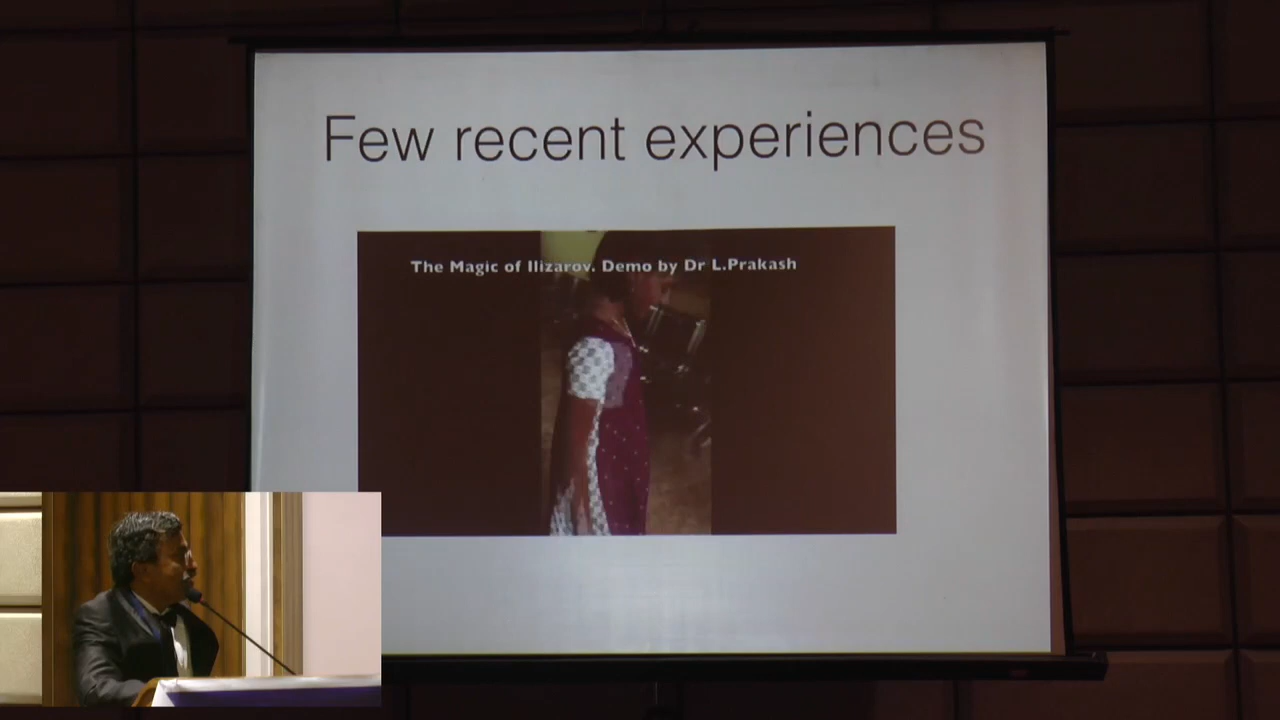 Few recent experiences
The Magic of Ilizarov. Demo by Dr L.Prakash